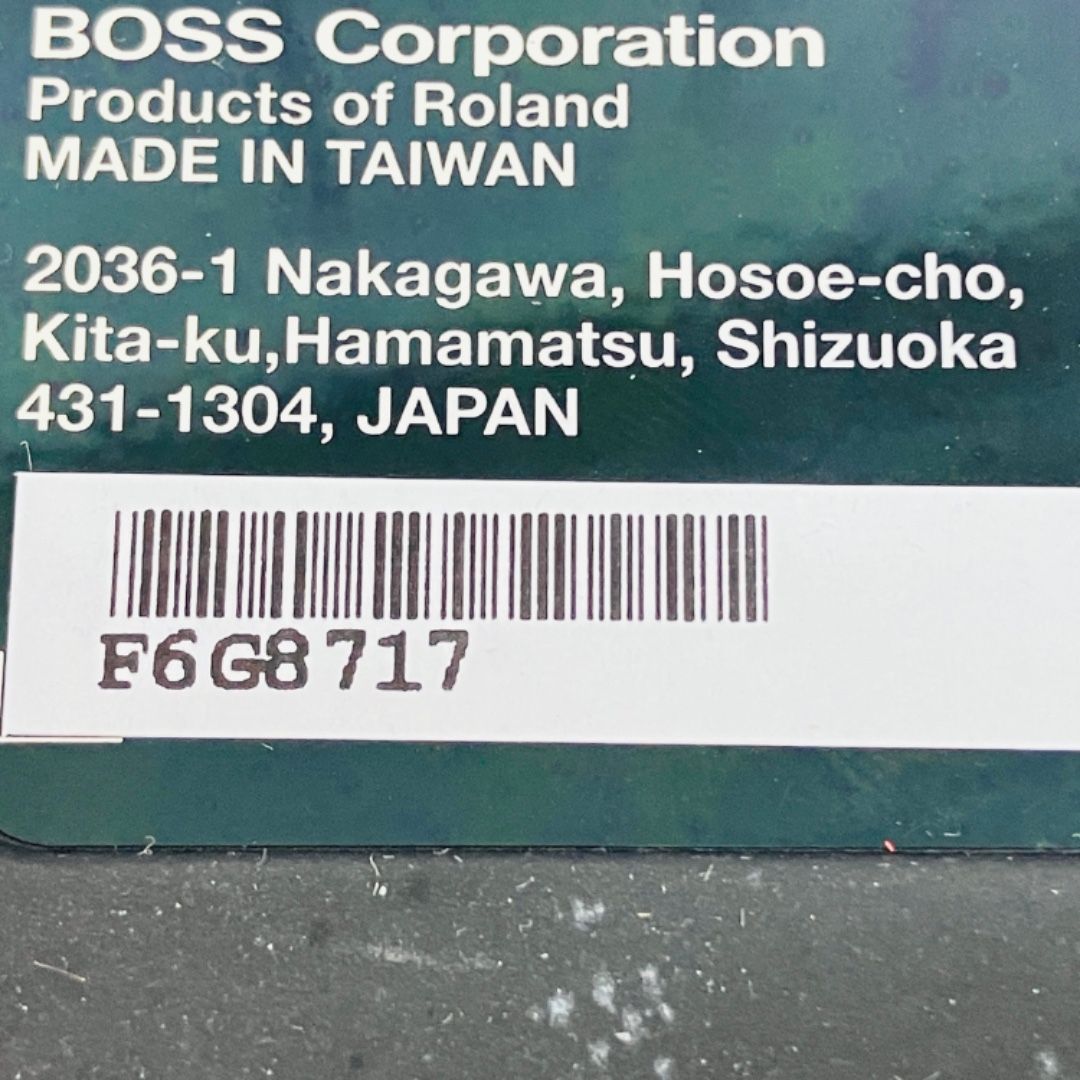 BOSS Corporation
Products of Roland
MADE IN TAIWAN
2036-1 Nakagawa, Hosoe-cho,
Kita-ku,Hamamatsu, Shizuoka
431-1304, JAPAN
F6G8717